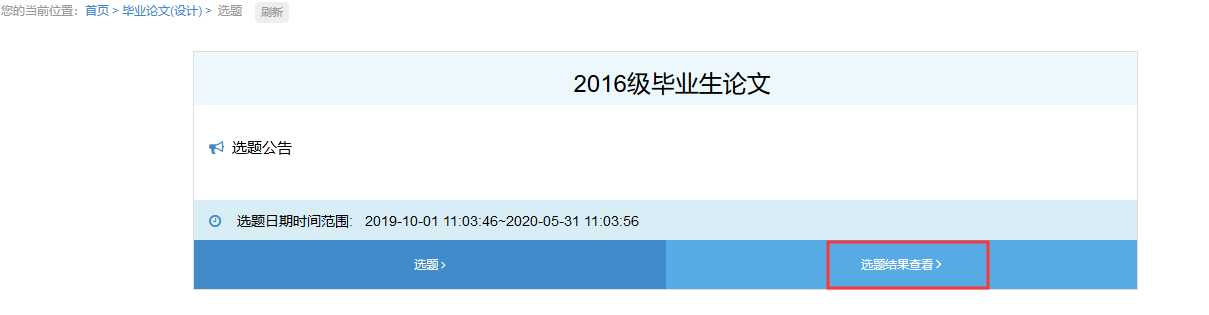 您的当前位置：首页 > 毕业论文(设计) > 选题 刷新
2016级毕业生论文
选题公告
选题日期时间范围: 2019-10-01 11:03:46~2020-05-31 11:03:56
选题 >
选题结果查看 >